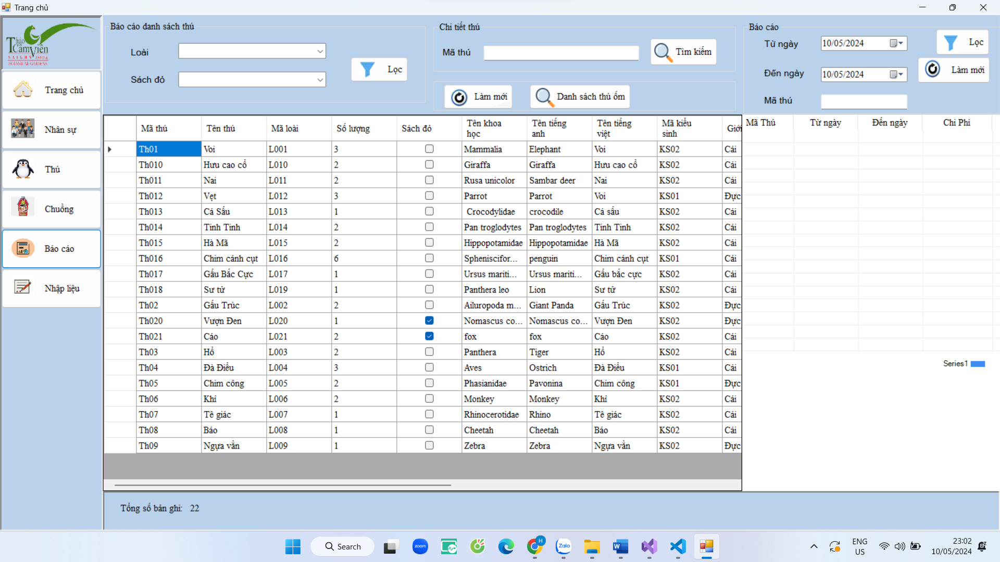 Trang chủ
Thảo
Cầm Viên
SAIGON ZOO &
BOTANICAL GARDENS
Trang chủ
Nhân sự
Thú
Chuồng
Báo cáo
Nhập liệu
Báo cáo danh sách thú
Loài
Sách đỏ
Lọc
Chi tiết thú
Mã thú
Tìm kiếm
Làm mới
Danh sách thú ốm
Báo cáo
Từ ngày 10/05/2024 Lọc
Đến ngày 10/05/2024 Làm mới
Mã thú
Mã thú Tên thú Mã loài Số lượng Sách đỏ Tên khoa học Tên tiếng anh Tên tiếng việt Mã kiểu sinh Giới
Th01 Voi L001 3 Mammalia Elephant Voi KS02 Cái
Th010 Hươu cao cổ L010 2 Giraffa Giraffa Hươu cao cổ KS02 Cái
Th011 Nai L011 2 Rusa unicolor Sambar deer Nai KS02 Cái
Th012 Vẹt L012 3 Parrot Parrot Voi KS01 Đực
Th013 Cá Sấu L013 1 Crocodylidae crocodile Cá sấu KS02 Cái
Th014 Tinh Tinh L014 2 Pan troglodytes Pan troglodytes Tinh Tinh KS02 Cái
Th015 Hà Mã L015 2 Hippopotamidae Hippopotamidae Hà Mã KS02 Cái
Th016 Chim cánh cụt L016 6 Spheniscifor... penguin Chim cánh cụt KS01 Cái
Th017 Gấu Bắc Cực L017 1 Ursus mariti... Ursus mariti... Gấu bắc cực KS02 Cái
Th018 Sư tử L019 1 Panthera leo Lion Sư tử KS02 Cái
Th02 Gấu Trúc L002 2 Ailuropoda m... Giant Panda Gấu Trúc KS02 Đực
Th020 Vượn Đen L020 1 Nomascus co... Nomascus co... Vượn Đen KS02 Đực
Th021 Cáo L021 2 fox fox Cáo KS02 Cái
Th03 Hổ L003 2 Panthera Tiger Hổ KS02 Cái
Th04 Đà Điểu L004 3 Aves Ostrich Đà Điểu KS01 Cái
Th05 Chim công L005 2 Phasianidae Pavonina Chim công KS01 Đực
Th06 Khỉ L006 2 Monkey Monkey Khỉ KS02 Cái
Th07 Tê giác L007 1 Rhinocerotidae Rhino Tê giác KS02 Cái
Th08 Báo L008 1 Cheetah Cheetah Báo KS02 Cái
Th09 Ngựa vằn L009 1 Zebra Zebra Ngựa vằn KS02 Đực
Mã Thú Từ ngày Đến ngày Chi Phí
Series1
Tổng số bản ghi: 22
Search
zoom
Zalo
H
W
ENG
US
23:02
10/05/2024